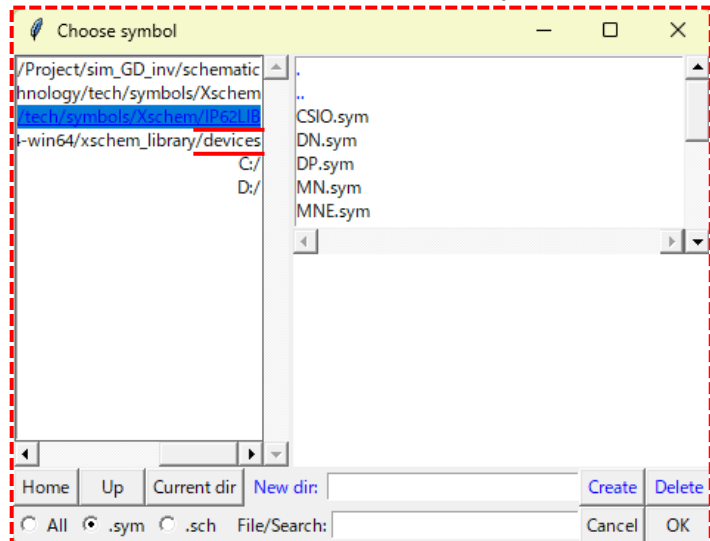 Choose symbol
/Project/sim_GD_inv/schematic
hnology/tech/symbols/Xschem
/tech/symbols/Xschem/IP62LIB
-win64/xschem_library/devices
C:/
D:/
.
..
CSIO.sym
DN.sym
DP.sym
MN.sym
MNE.sym
Home Up Current dir New dir: Create Delete
All .sym .sch File/Search: Cancel OK